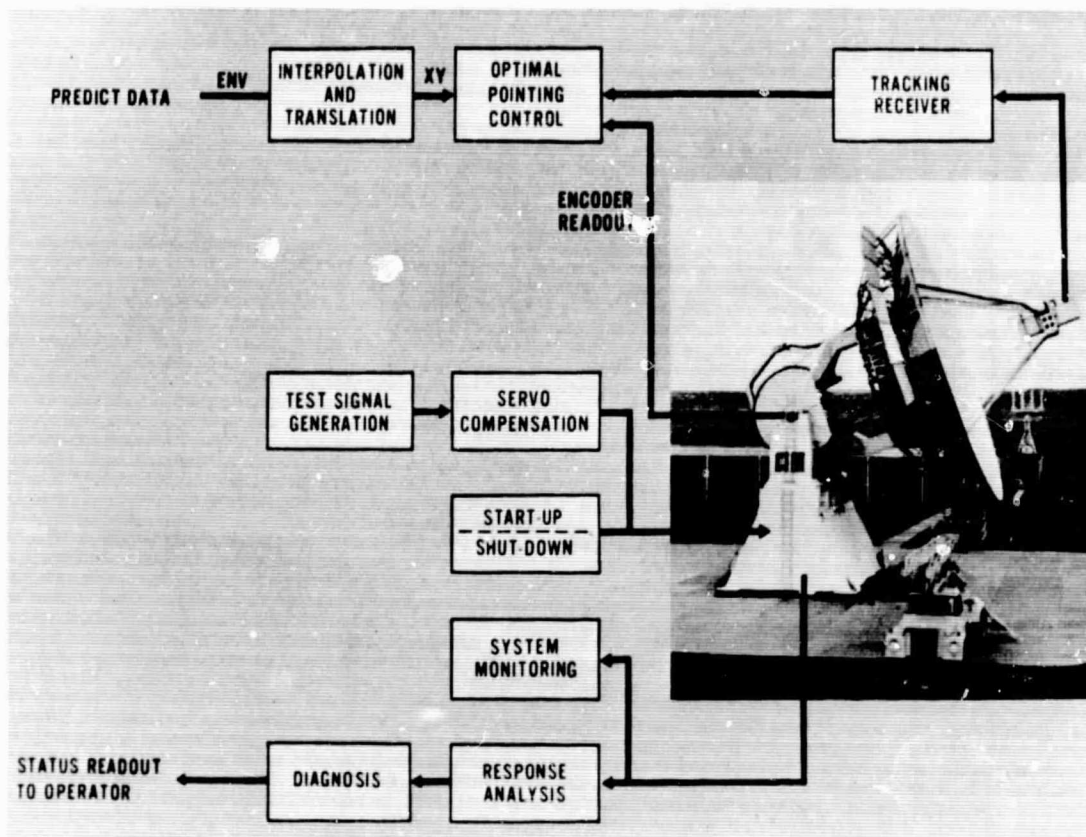 PREDICT DATA
ENV
INTERPOLATION
AND
TRANSLATION
XY
OPTIMAL
POINTING
CONTROL
TRACKING
RECEIVER
ENCODER
READOUT
TEST SIGNAL
GENERATION
SERVO
COMPENSATION
START-UP
SHUT-DOWN
SYSTEM
MONITORING
STATUS READOUT
TO OPERATOR
DIAGNOSIS
RESPONSE
ANALYSIS